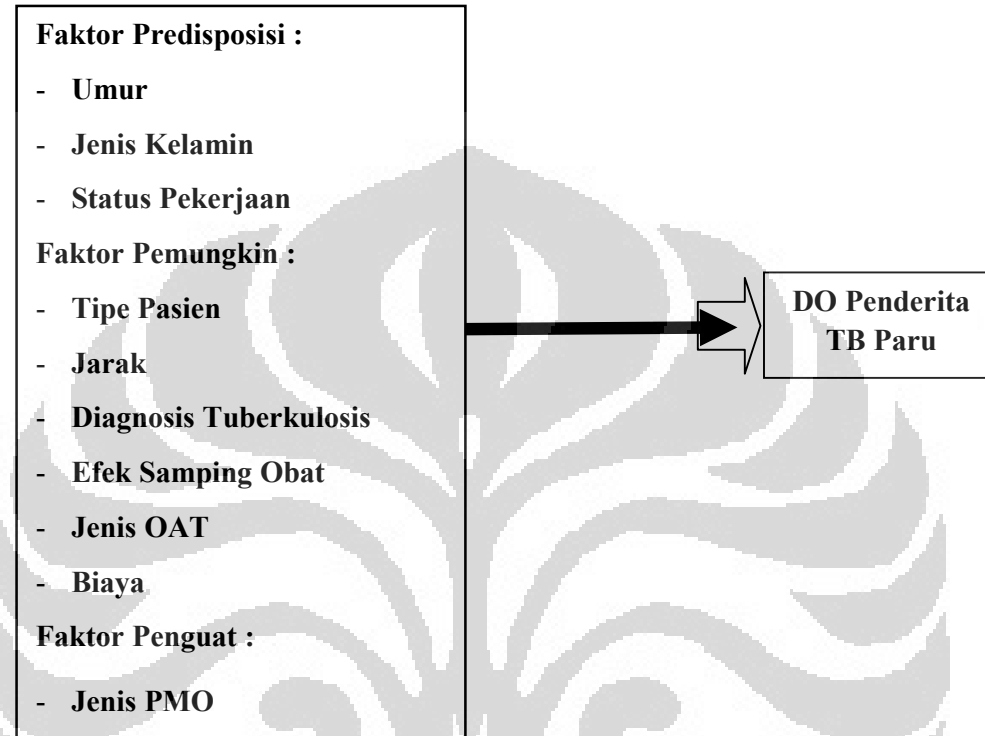 Faktor Predisposisi :
- Umur
- Jenis Kelamin
- Status Pekerjaan
Faktor Pemungkin :
- Tipe Pasien
- Jarak
- Diagnosis Tuberkulosis
- Efek Samping Obat
- Jenis OAT
- Biaya
Faktor Penguat :
- Jenis PMO
DO Penderita
TB Paru